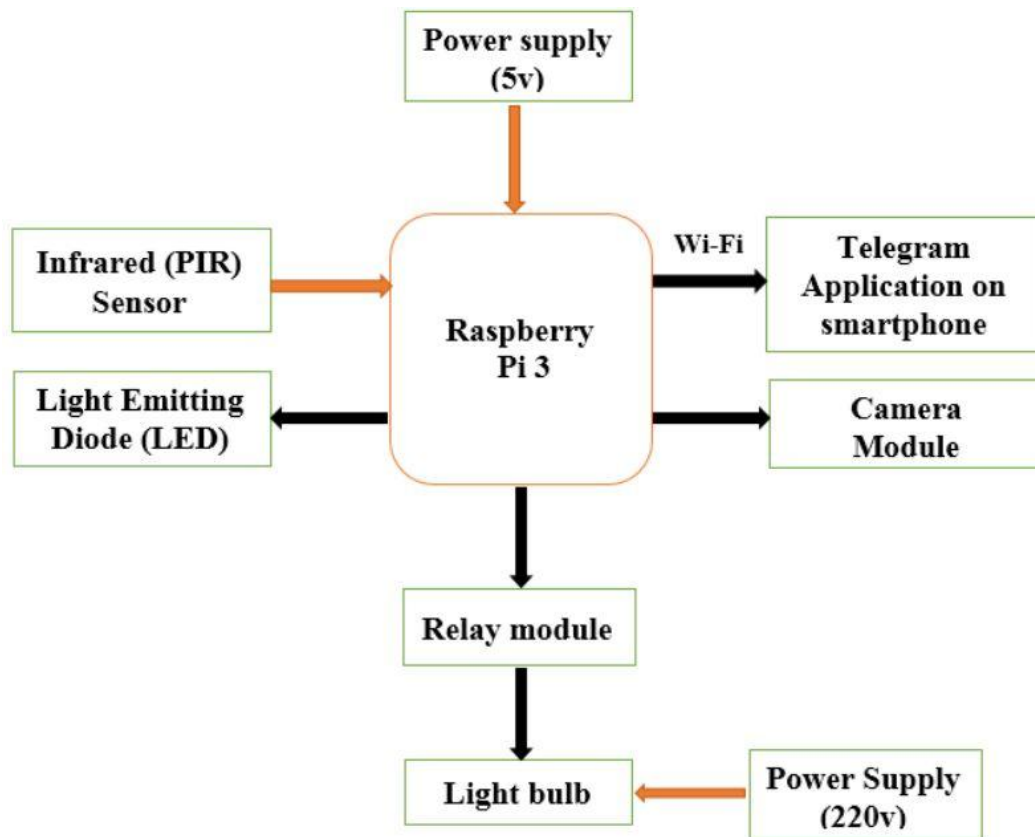 Power supply
(5v)
Infrared (PIR)
Sensor
Wi-Fi
Telegram
Application on
smartphone
Raspberry
Pi 3
Light Emitting
Diode (LED)
Camera
Module
Relay module
Light bulb
Power Supply
(220v)